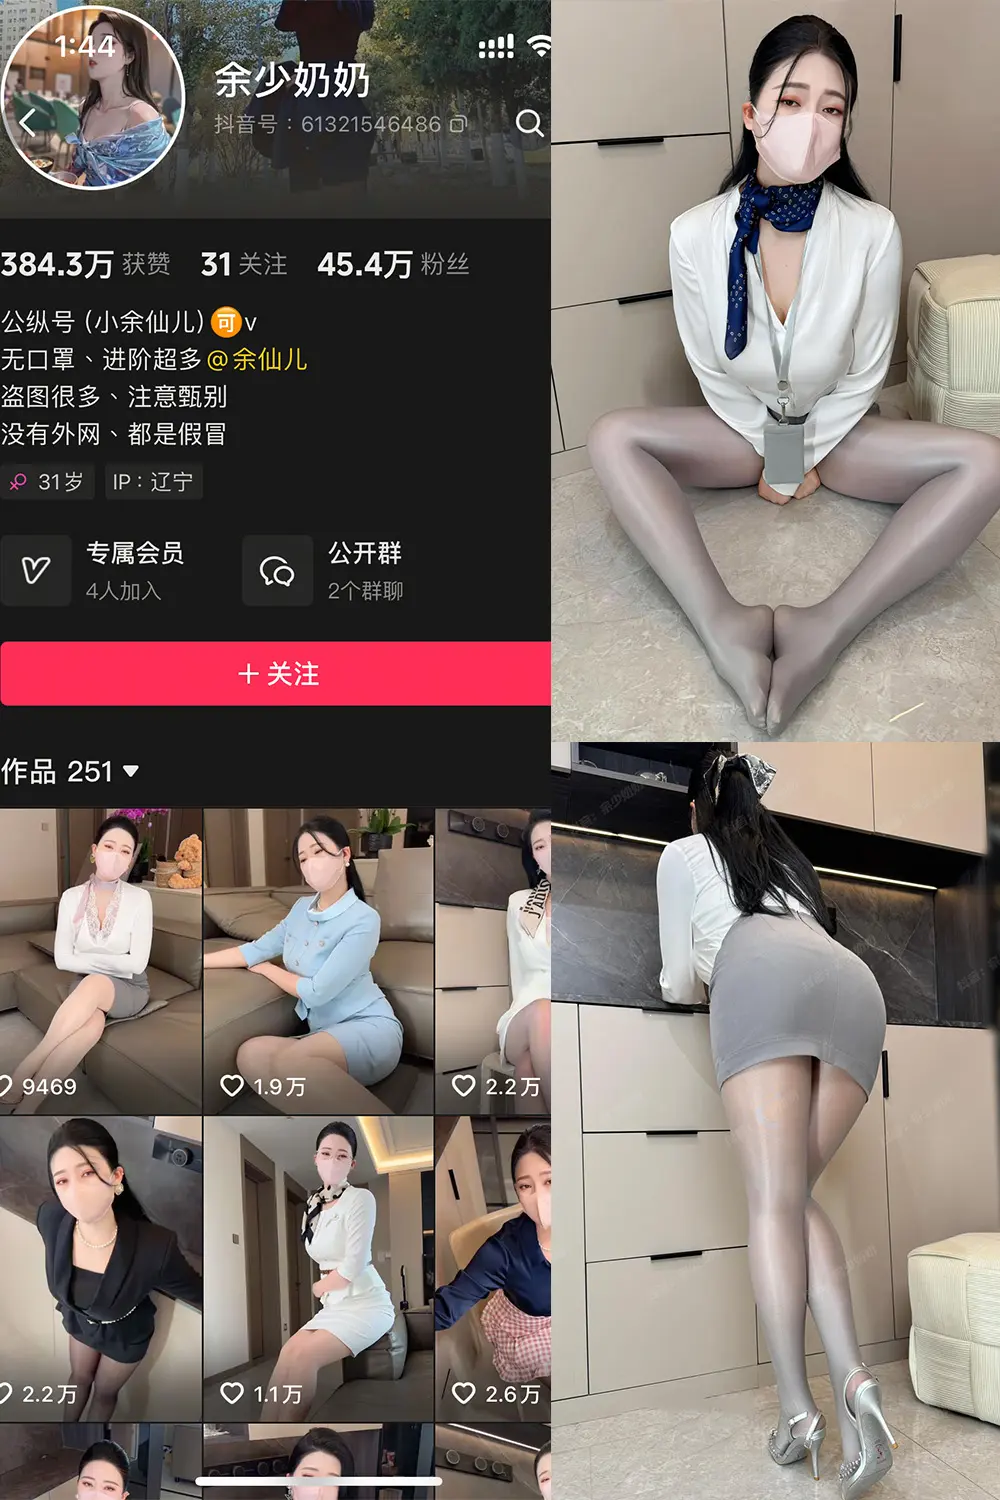 1:44
余少奶奶
抖音号：61321546486
384.3万 获赞 31 关注 45.4万 粉丝
公纵号 (小余仙儿) 可 v
无口罩、进阶超多@余仙儿
盗图很多、注意甄别
没有外网、都是假冒
31岁 IP：辽宁
专属会员
4人加入
公开群
2个群聊
+ 关注
作品 251
9469
1.9万
2.2万
2.2万
1.1万
2.6万